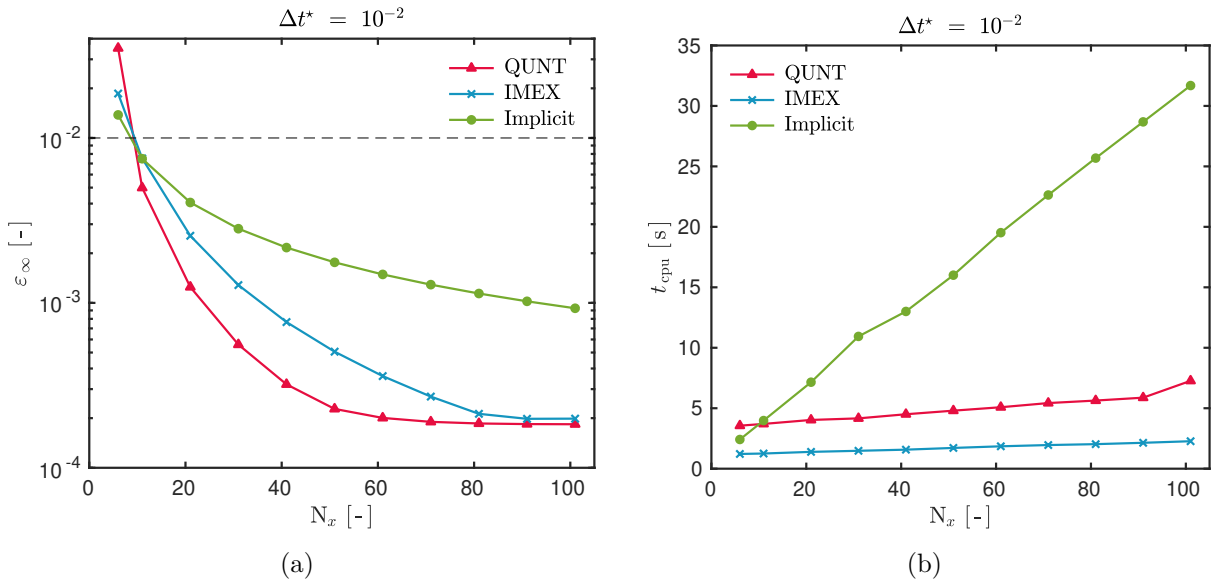 Δt⋆ = 10⁻²
10⁻²
10⁻³
10⁻⁴
ε∞ [-]
QUNT
IMEX
Implicit
0 20 40 60 80 100
Nₓ [-]
(a)
Δt⋆ = 10⁻²
35
30
25
20
15
10
5
0
t_cpu [s]
QUNT
IMEX
Implicit
0 20 40 60 80 100
Nₓ [-]
(b)